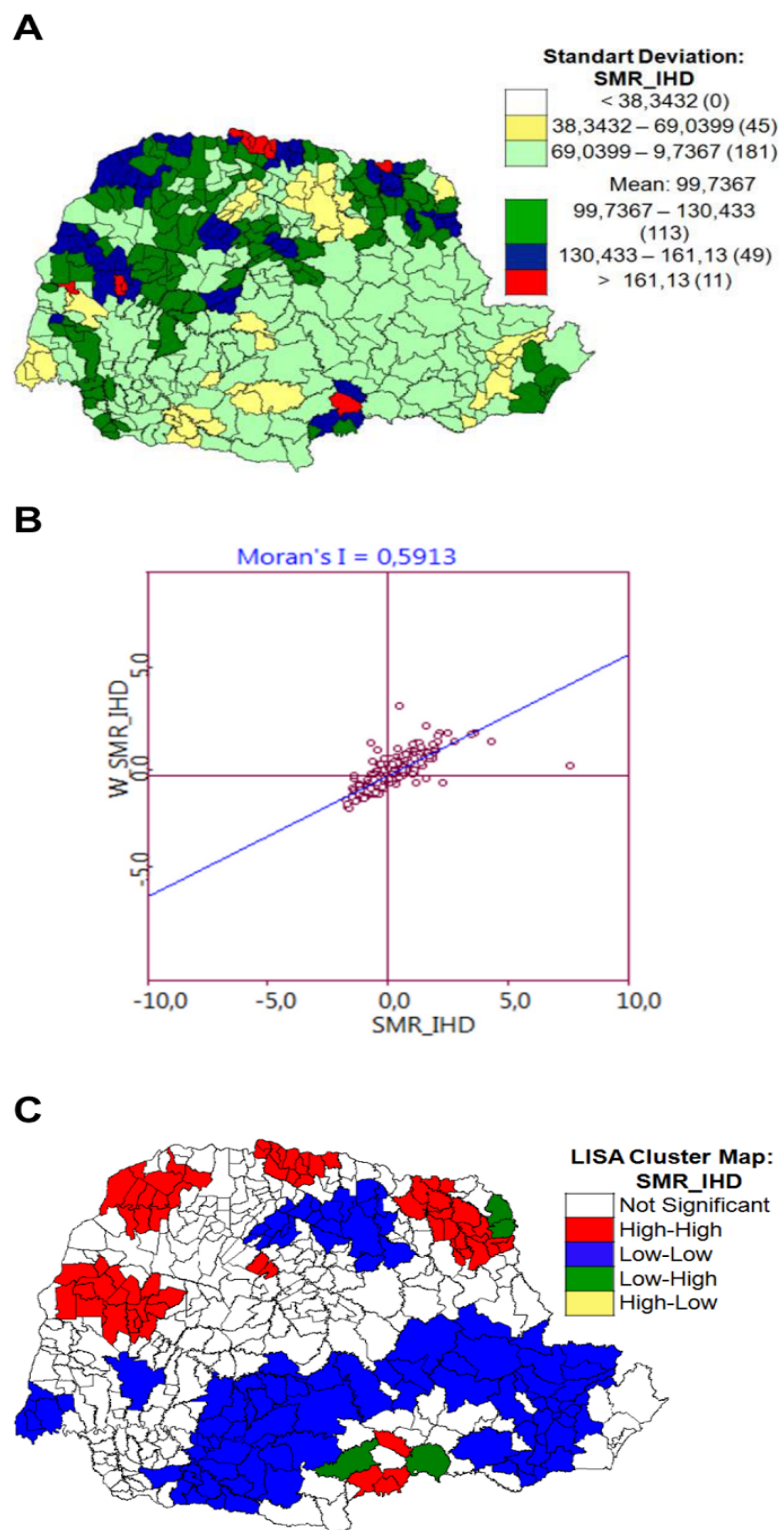 A
Standart Deviation:
SMR_IHD
< 38,3432 (0)
38,3432 – 69,0399 (45)
69,0399 – 9,7367 (181)
Mean: 99,7367
99,7367 – 130,433
(113)
130,433 – 161,13 (49)
> 161,13 (11)
B
Moran's I = 0,5913
5,0
0,0
-5,0
W_SMR_IHD
-10,0 -5,0 0,0 5,0 10,0
SMR_IHD
C
LISA Cluster Map:
SMR_IHD
Not Significant
High-High
Low-Low
Low-High
High-Low